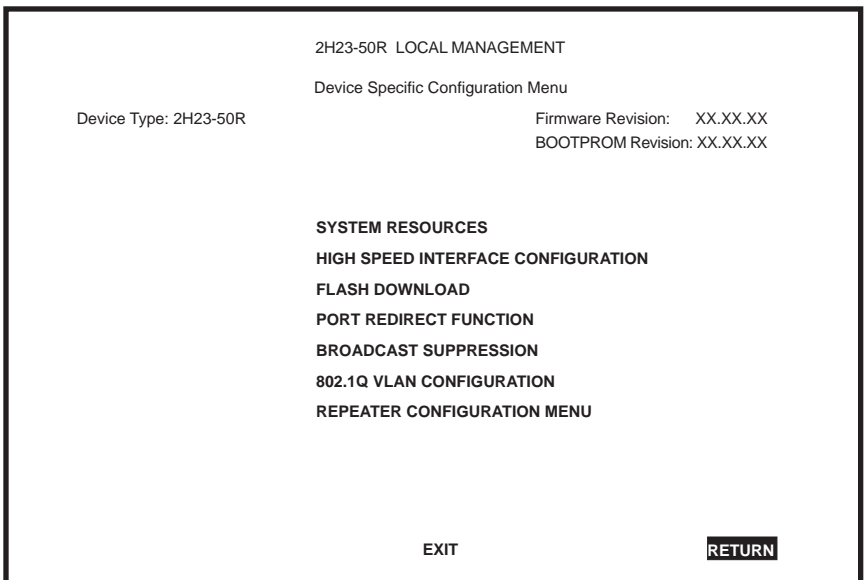 2H23-50R LOCAL MANAGEMENT
Device Specific Configuration Menu
Device Type: 2H23-50R Firmware Revision: XX.XX.XX
BOOTPROM Revision: XX.XX.XX
SYSTEM RESOURCES
HIGH SPEED INTERFACE CONFIGURATION
FLASH DOWNLOAD
PORT REDIRECT FUNCTION
BROADCAST SUPPRESSION
802.1Q VLAN CONFIGURATION
REPEATER CONFIGURATION MENU
EXIT RETURN